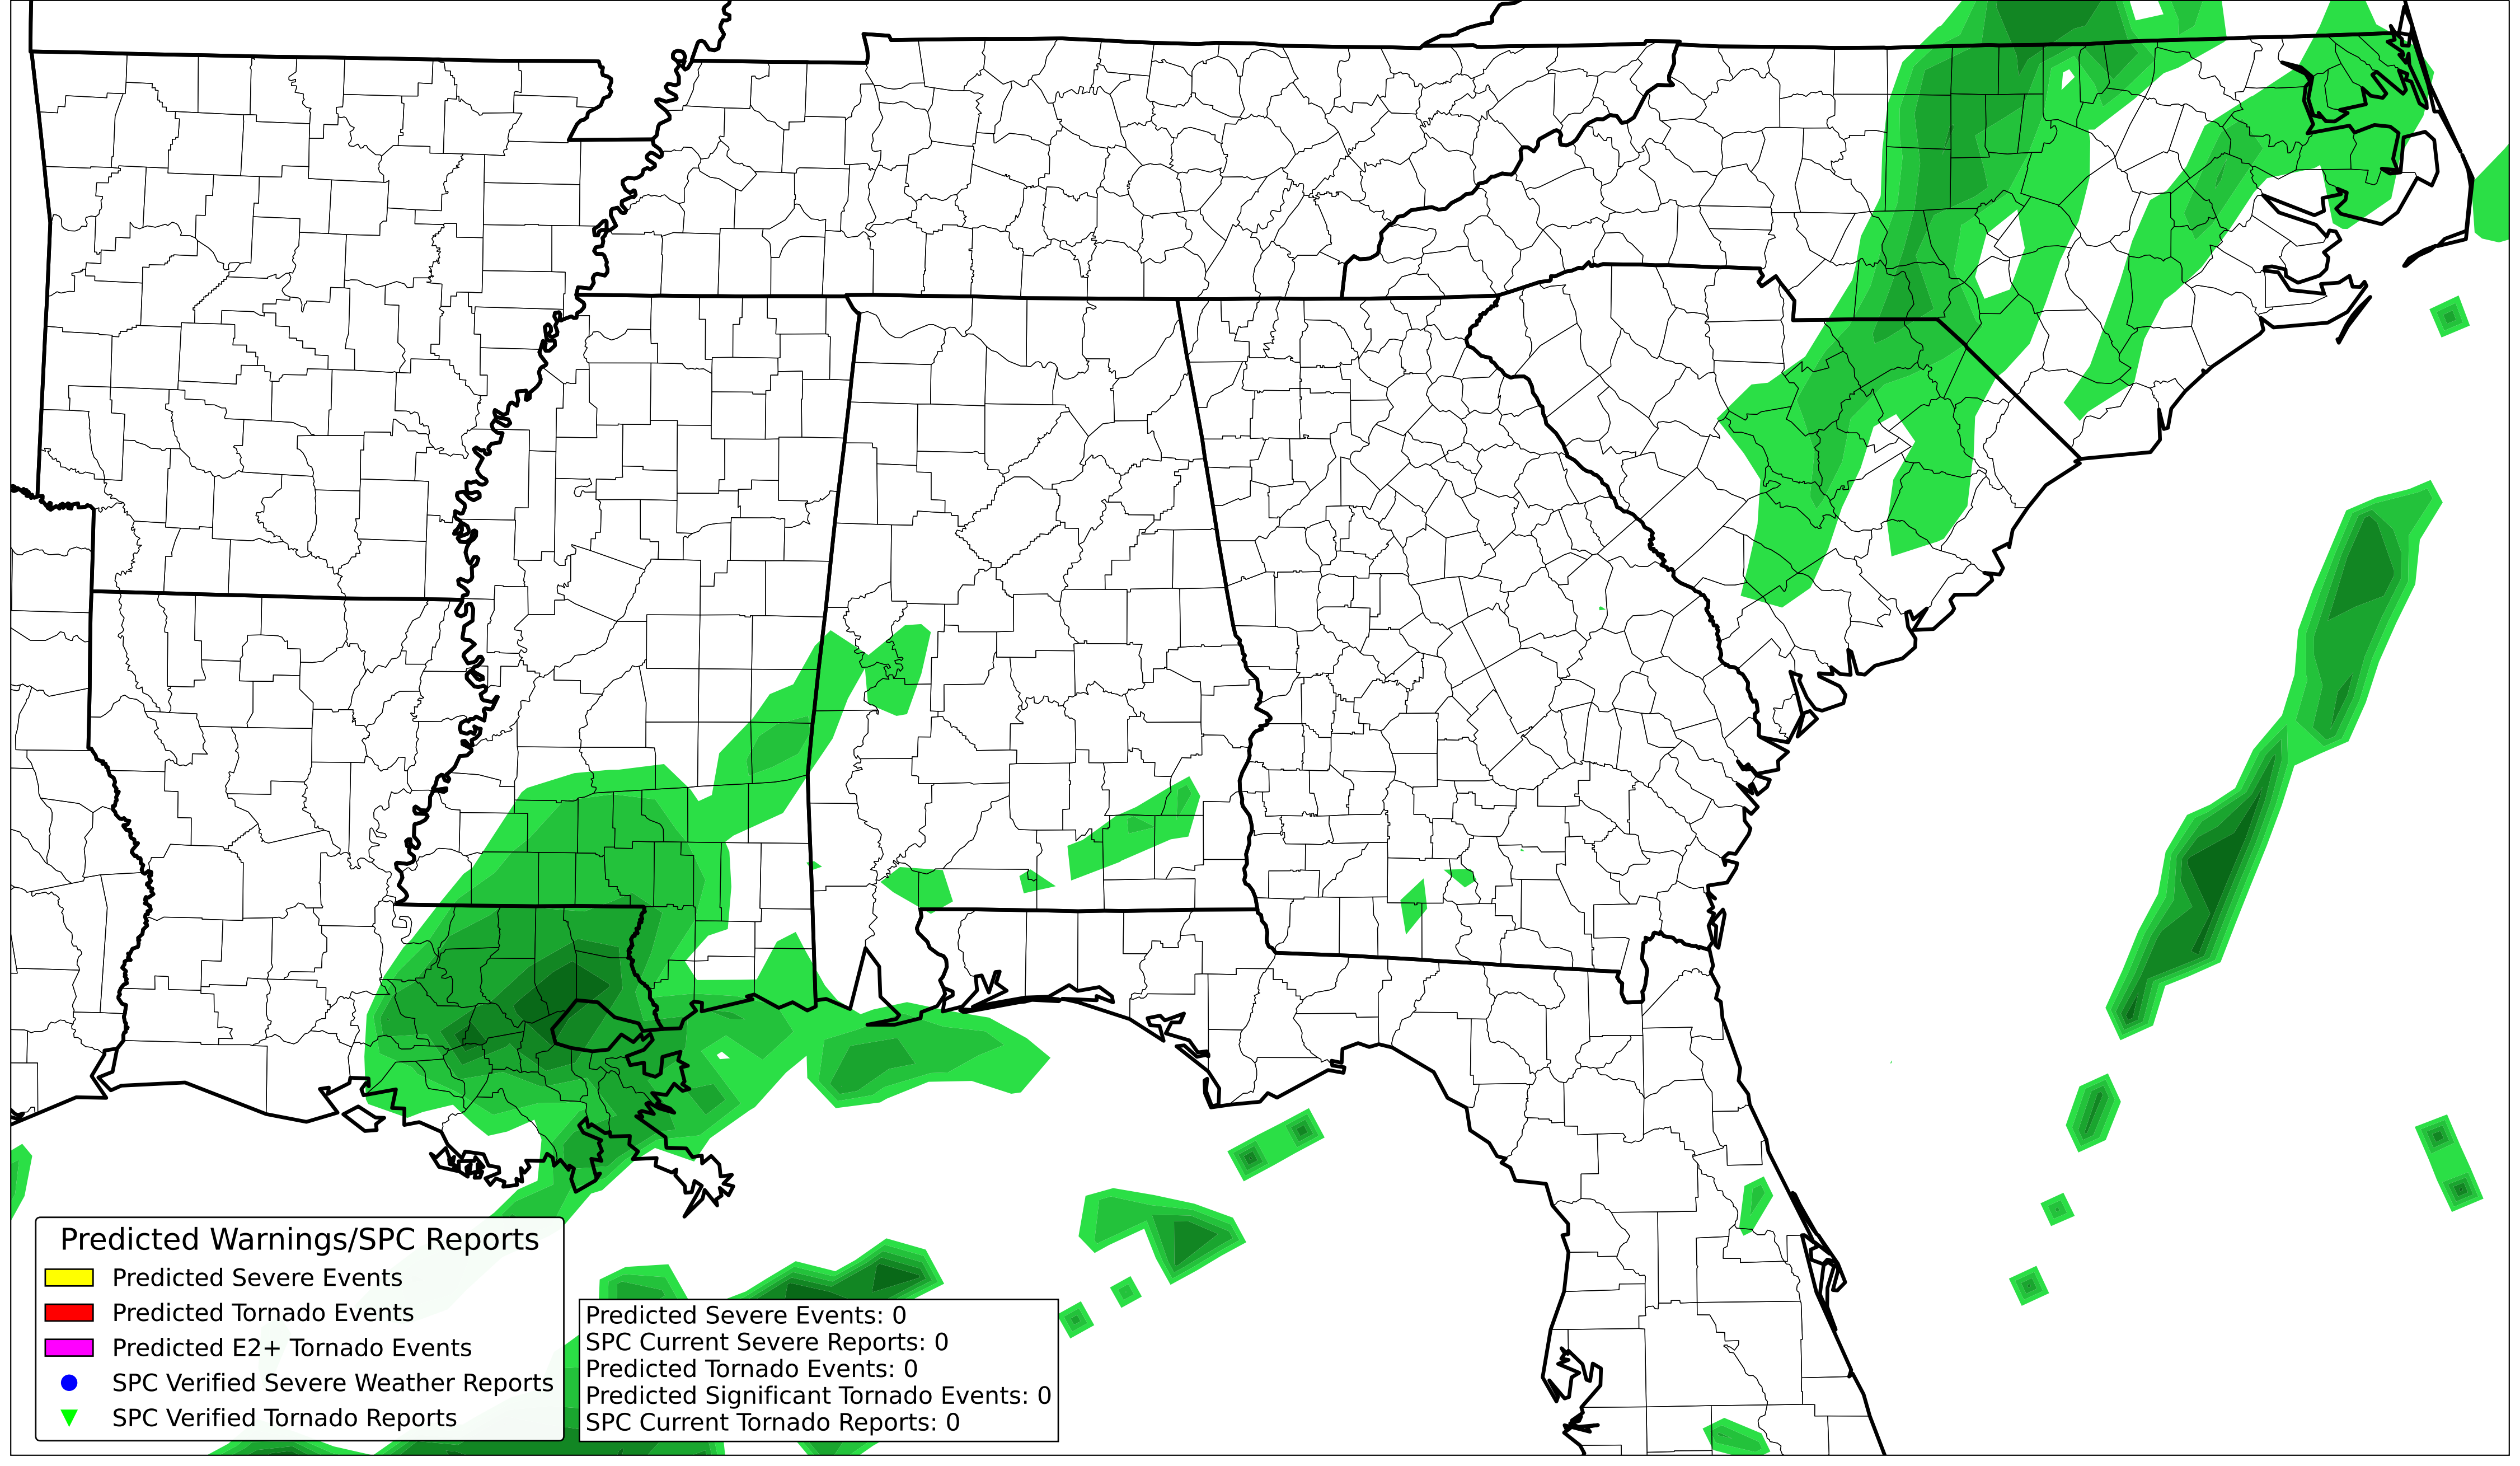 Predicted Warnings/SPC Reports
Predicted Severe Events
Predicted Tornado Events
Predicted E2+ Tornado Events
SPC Verified Severe Weather Reports
SPC Verified Tornado Reports
Predicted Severe Events: 0
SPC Current Severe Reports: 0
Predicted Tornado Events: 0
Predicted Significant Tornado Events: 0
SPC Current Tornado Reports: 0